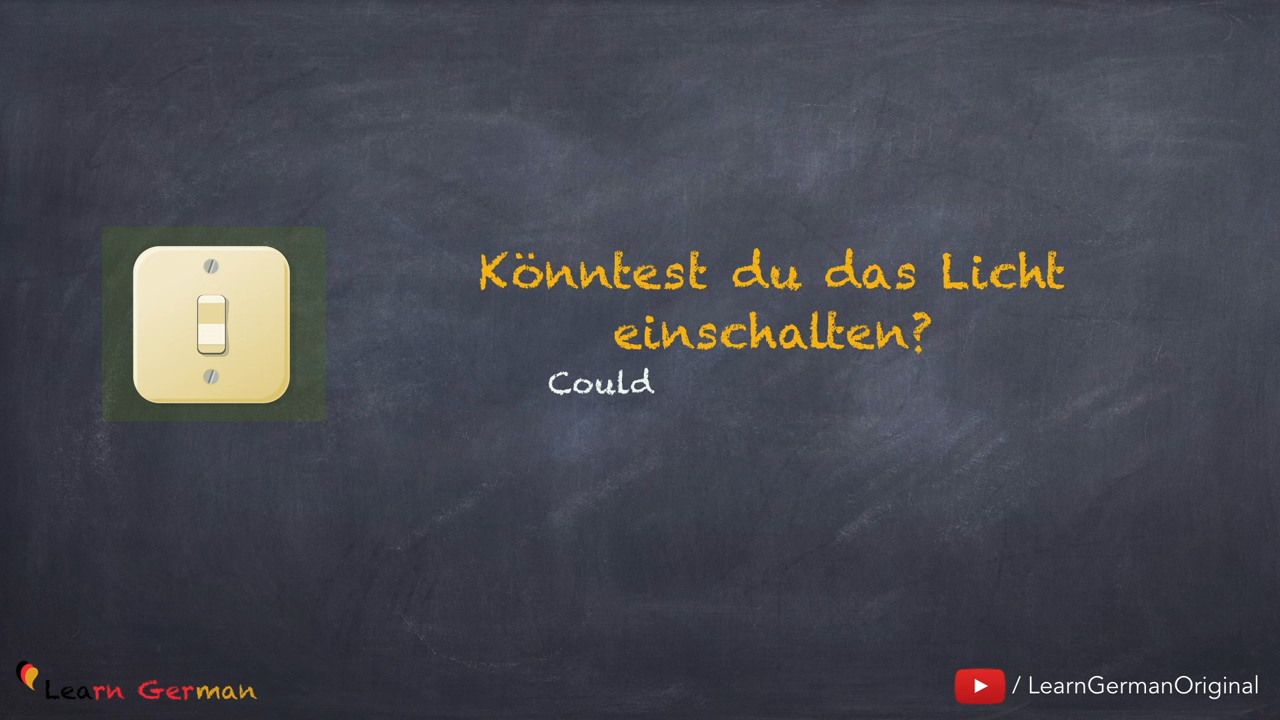 Könntest du das Licht
einschalten?
Could
Learn German
/ LearnGermanOriginal